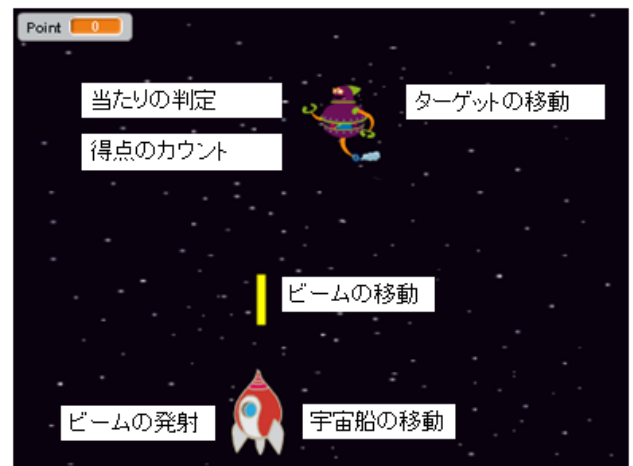 Point 0
当たりの判定
ターゲットの移動
得点のカウント
ビームの移動
ビームの発射
宇宙船の移動